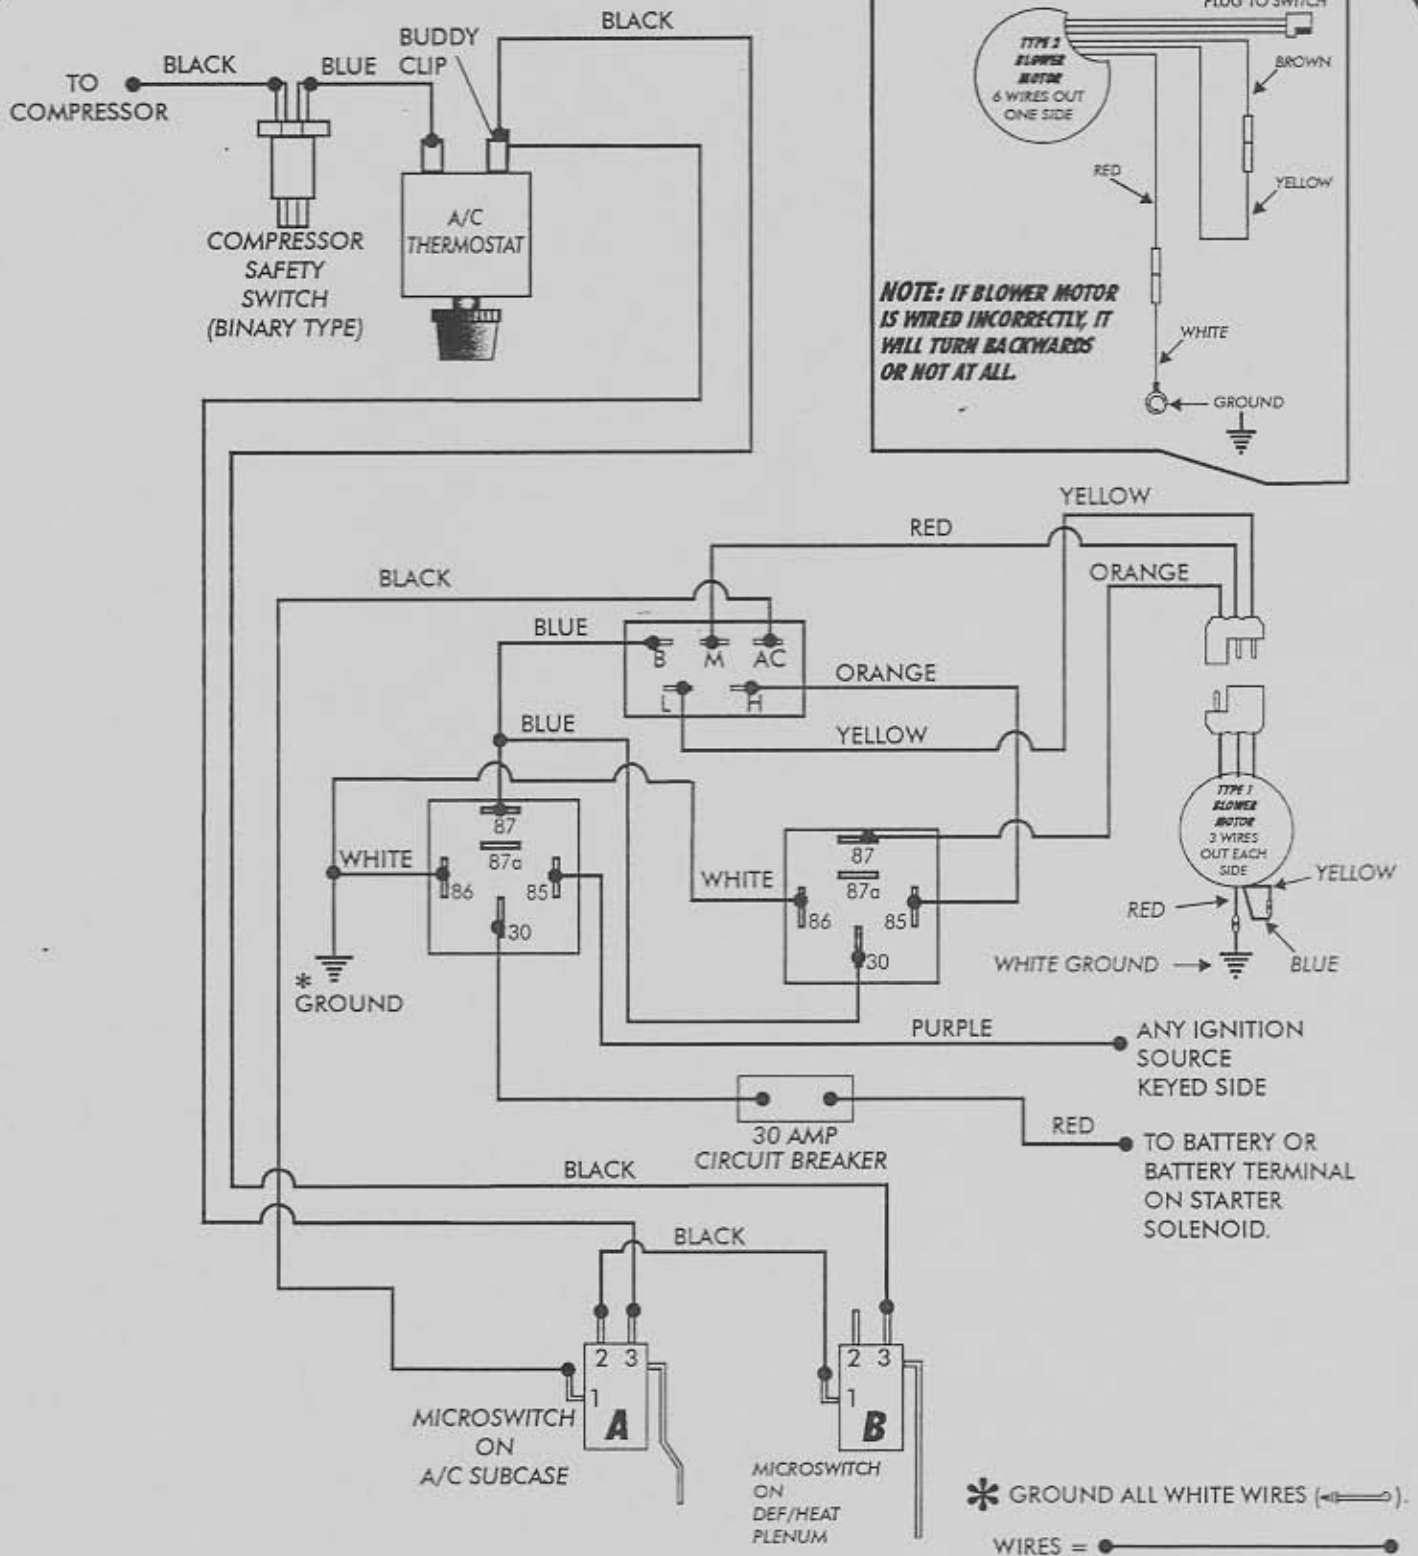 BLACK
BUDDY
CLIP
BLACK
BLUE
TO
COMPRESSOR
A/C
THERMOSTAT
COMPRESSOR
SAFETY
SWITCH
(BINARY TYPE)
PLUG TO SWITCH
TYPE 2
BLOWER
MOTOR
6 WIRES OUT
ONE SIDE
BROWN
RED
YELLOW
NOTE: IF BLOWER MOTOR
IS WIRED INCORRECTLY, IT
WILL TURN BACKWARDS
OR NOT AT ALL.
WHITE
GROUND
YELLOW
RED
BLACK
ORANGE
BLUE
B M AC
L H
ORANGE
BLUE
YELLOW
87
87a
86 85
30
WHITE
* GROUND
WHITE
87
87a
86 85
30
TYPE 1
BLOWER
MOTOR
3 WIRES
OUT EACH
SIDE
YELLOW
RED
WHITE GROUND
BLUE
PURPLE
ANY IGNITION
SOURCE
KEYED SIDE
30 AMP
CIRCUIT BREAKER
RED
TO BATTERY OR
BATTERY TERMINAL
ON STARTER
SOLENOID.
BLACK
BLACK
2 3
1
A
MICROSWITCH
ON
A/C SUBCASE
2 3
1
B
MICROSWITCH
ON
DEF/HEAT
PLENUM
* GROUND ALL WHITE WIRES ( ).
WIRES =